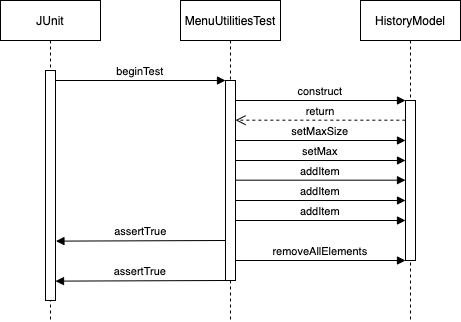 JUnit
MenuUtilitiesTest
HistoryModel
beginTest
construct
return
setMaxSize
setMax
addItem
addItem
addItem
assertTrue
removeAllElements
assertTrue